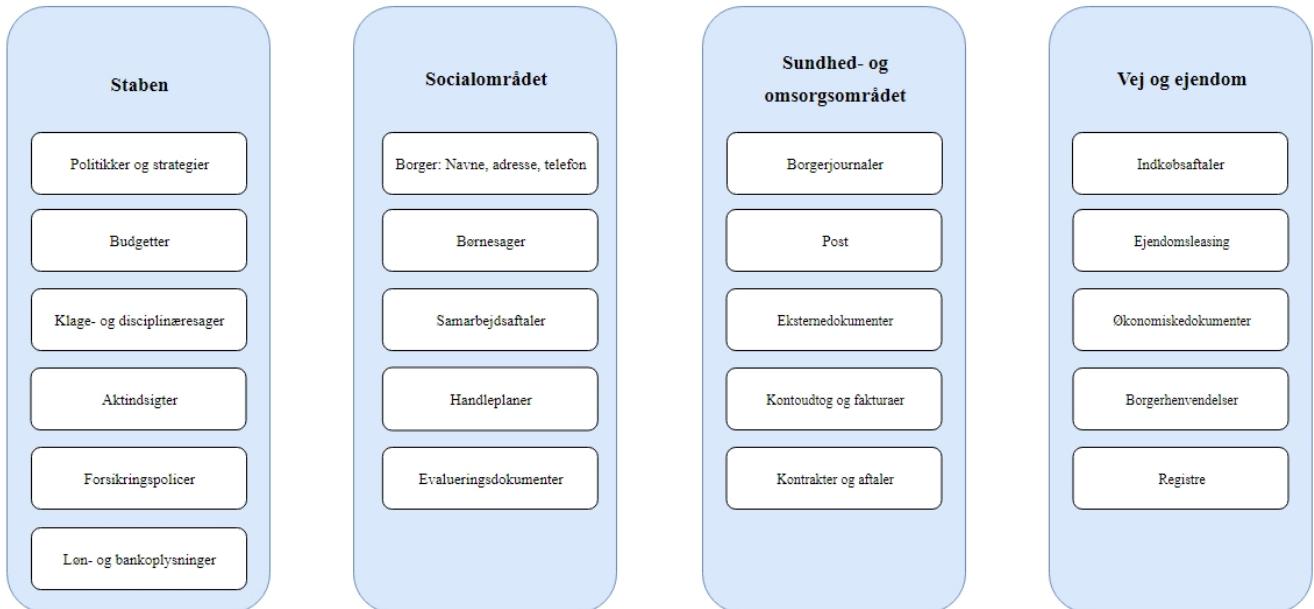 Staben
Politikker og strategier
Budgetter
Klage- og disciplinæresager
Aktindsigter
Forsikringspolicer
Løn- og bankoplysninger
Socialområdet
Borger: Navne, adresse, telefon
Børnesager
Samarbejdsaftaler
Handleplaner
Evalueringsdokumenter
Sundhed- og
omsorgsområdet
Borgerjournaler
Post
Eksternedokumenter
Kontoudtog og fakturaer
Kontrakter og aftaler
Vej og ejendom
Indkøbsaftaler
Ejendomsleasing
Økonomiskedokumenter
Borgerhenvendelser
Registre